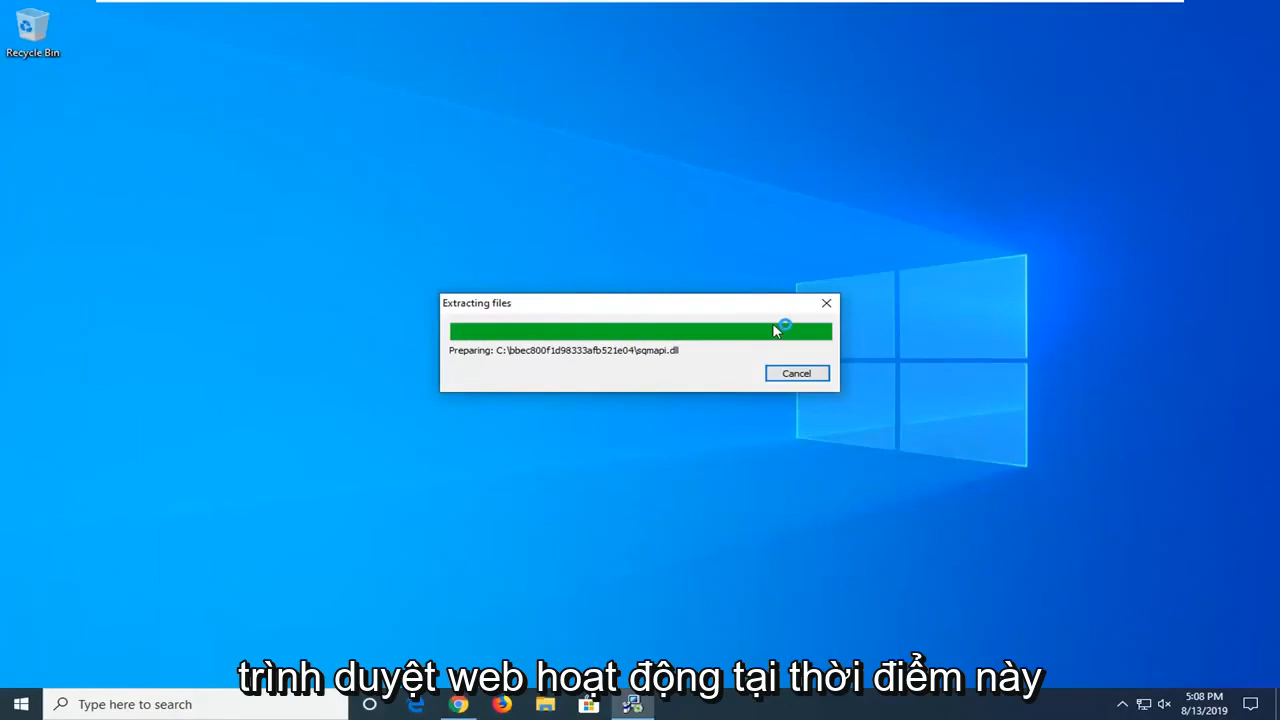 Recycle Bin
Extracting files
Preparing: C:\bbec800f1d98333afb521e04\sqmapi.dll
Cancel
trình duyệt web hoạt động tại thời điểm này
Type here to search
5:08 PM
8/13/2019